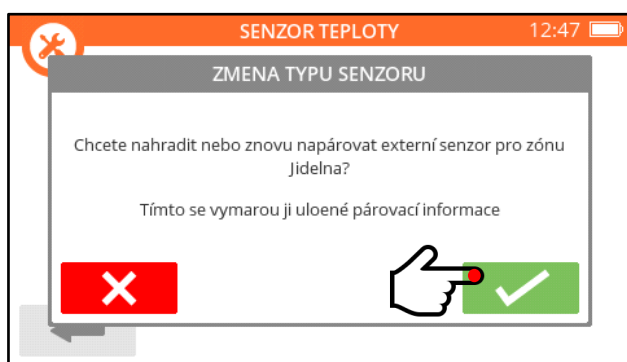 SENZOR TEPLOTY 12:47
ZMENA TYPU SENZORU
Chcete nahradit nebo znovu napárovat externí senzor pro zónu
Jidelna?
Tímto se vymarou ji uloené párovací informace